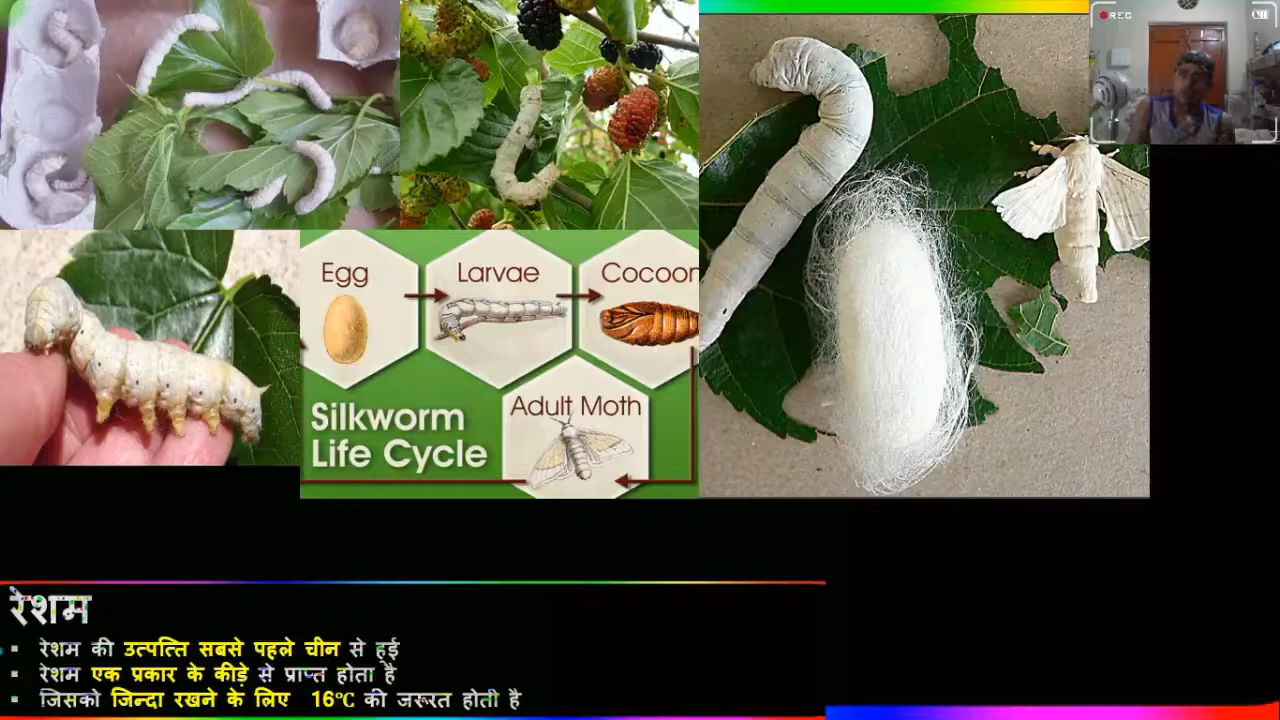 REC
Egg
Larvae
Cocoon
Adult Moth
Silkworm
Life Cycle
रेशम
▪ रेशम की उत्पत्ति सबसे पहले चीन से हूई
▪ रेशम एक प्रकार के कीड़े से प्राप्त होता है
▪ जिसको जिन्दा रखने के लिए 16°C की जरूरत होती है